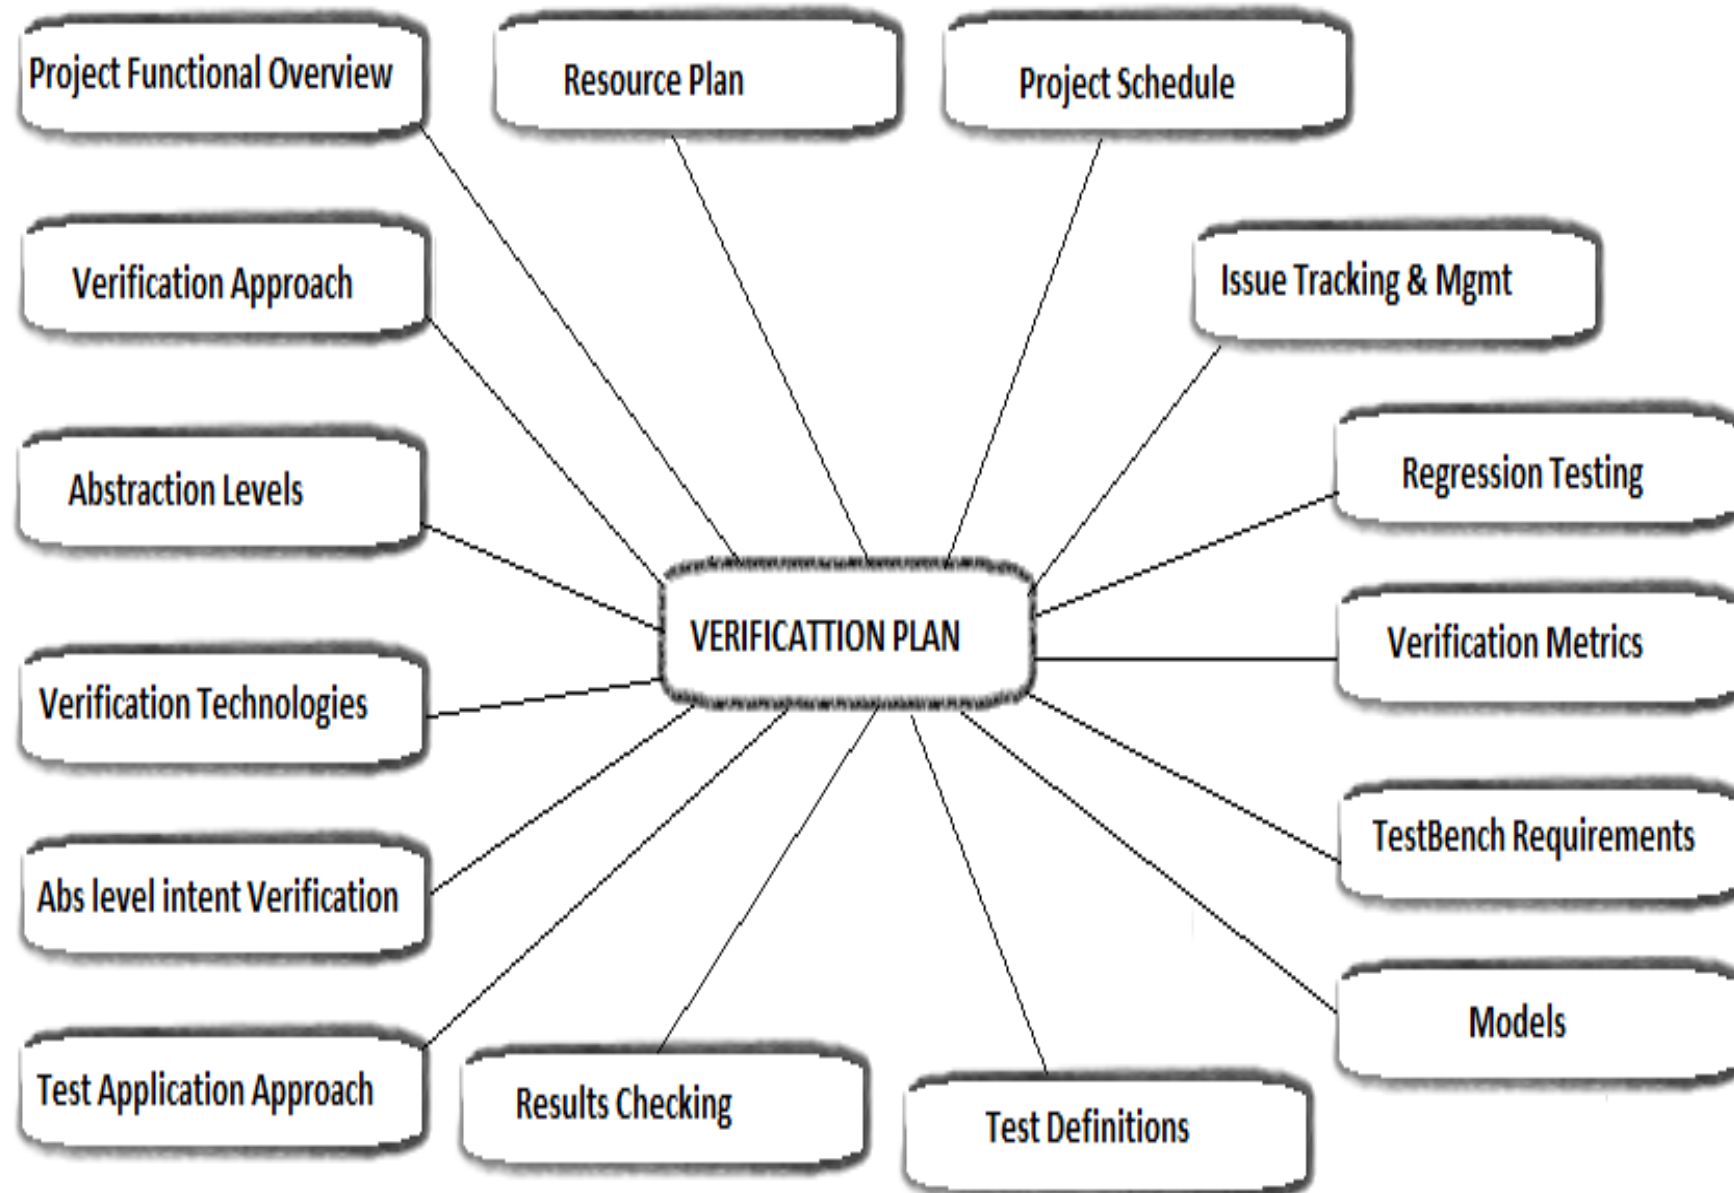 Project Functional Overview
Resource Plan
Project Schedule
Verification Approach
Issue Tracking & Mgmt
Abstraction Levels
Regression Testing
VERIFICATTION PLAN
Verification Metrics
Verification Technologies
TestBench Requirements
Abs level intent Verification
Models
Test Application Approach
Results Checking
Test Definitions